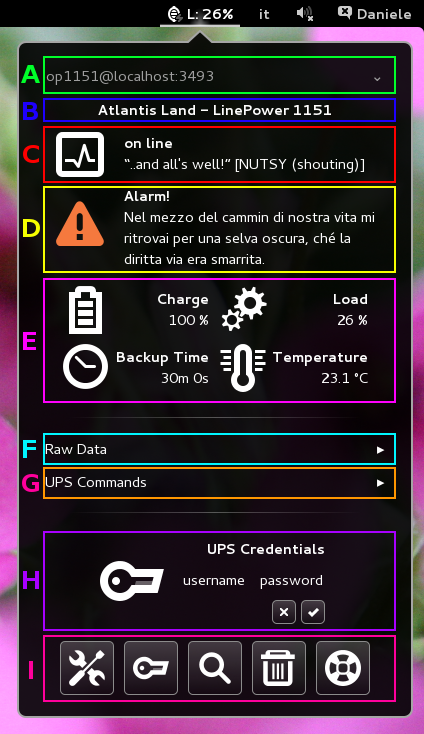 L: 26% it Daniele
A op1151@localhost:3493
B Atlantis Land - LinePower 1151
C on line
“..and all's well!” [NUTSY (shouting)]
D Alarm!
Nel mezzo del cammin di nostra vita mi
ritrovai per una selva oscura, ché la
diritta via era smarrita.
E
Charge Load
100 % 26 %
Backup Time Temperature
30m 0s 23.1 °C
F Raw Data
G UPS Commands
H
UPS Credentials
username password
I